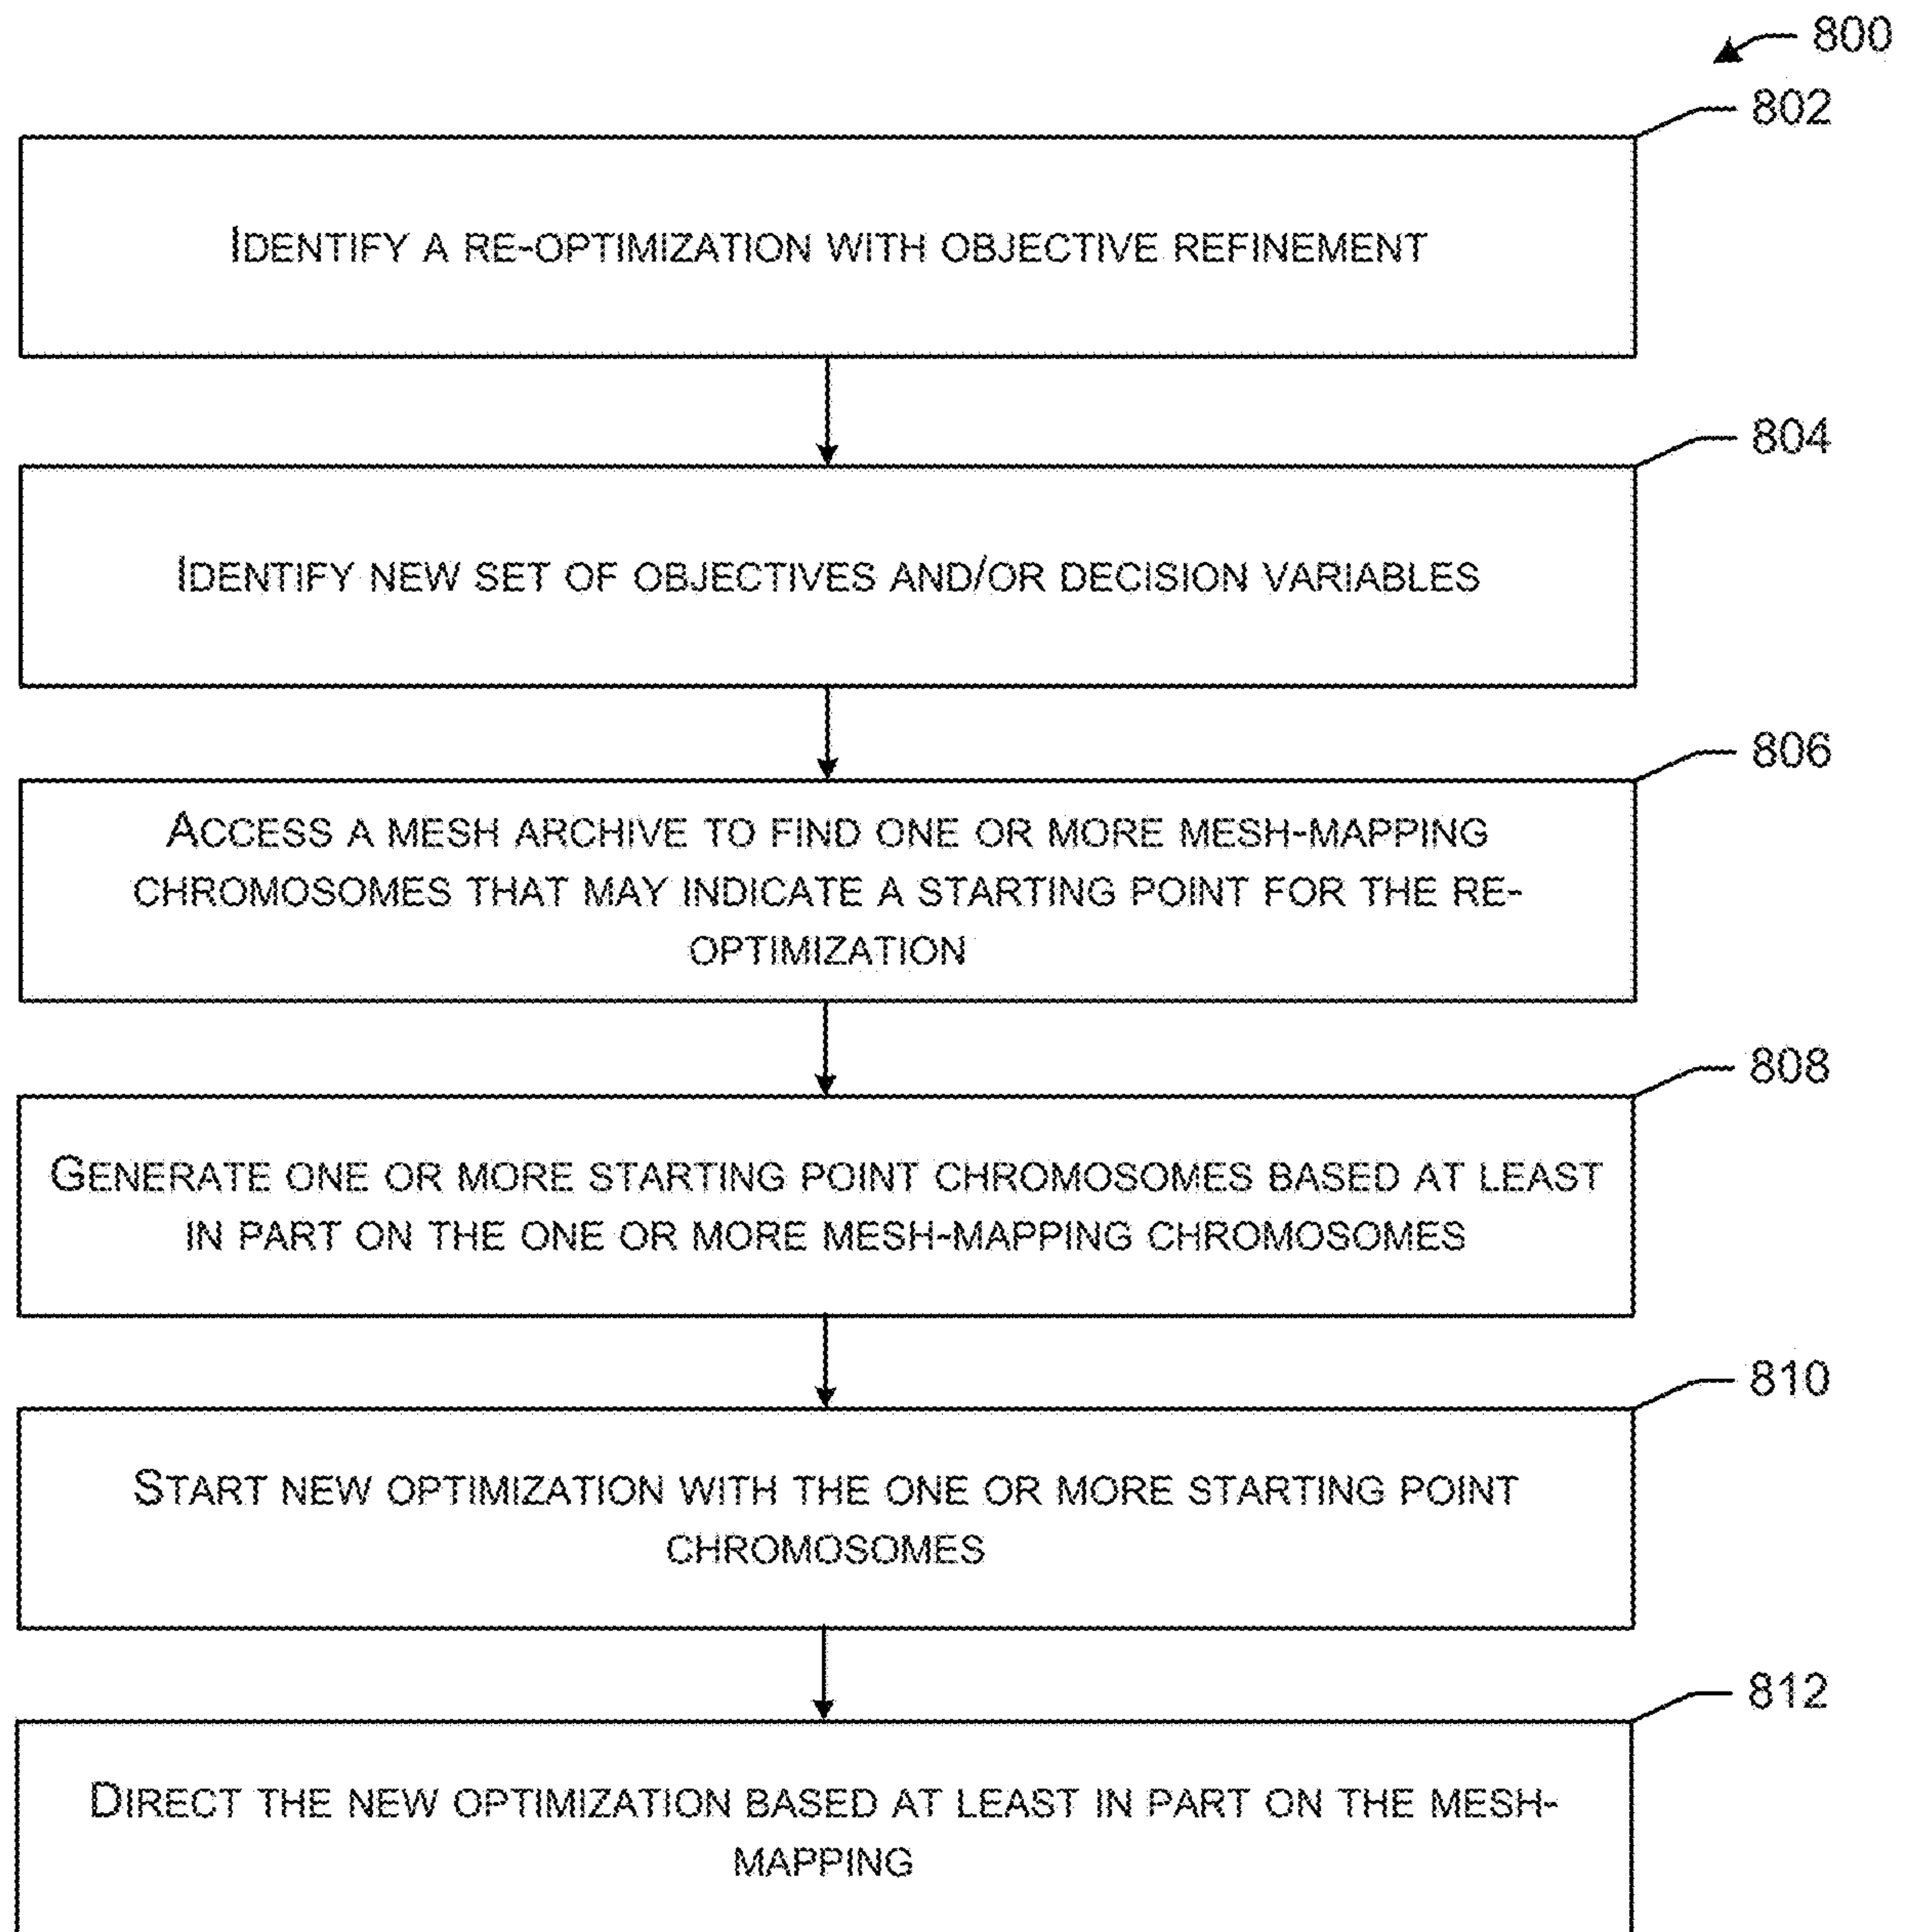 800
802
IDENTIFY A RE-OPTIMIZATION WITH OBJECTIVE REFINEMENT
804
IDENTIFY NEW SET OF OBJECTIVES AND/OR DECISION VARIABLES
806
ACCESS A MESH ARCHIVE TO FIND ONE OR MORE MESH-MAPPING
CHROMOSOMES THAT MAY INDICATE A STARTING POINT FOR THE RE-
OPTIMIZATION
808
GENERATE ONE OR MORE STARTING POINT CHROMOSOMES BASED AT LEAST
IN PART ON THE ONE OR MORE MESH-MAPPING CHROMOSOMES
810
START NEW OPTIMIZATION WITH THE ONE OR MORE STARTING POINT
CHROMOSOMES
812
DIRECT THE NEW OPTIMIZATION BASED AT LEAST IN PART ON THE MESH-
MAPPING